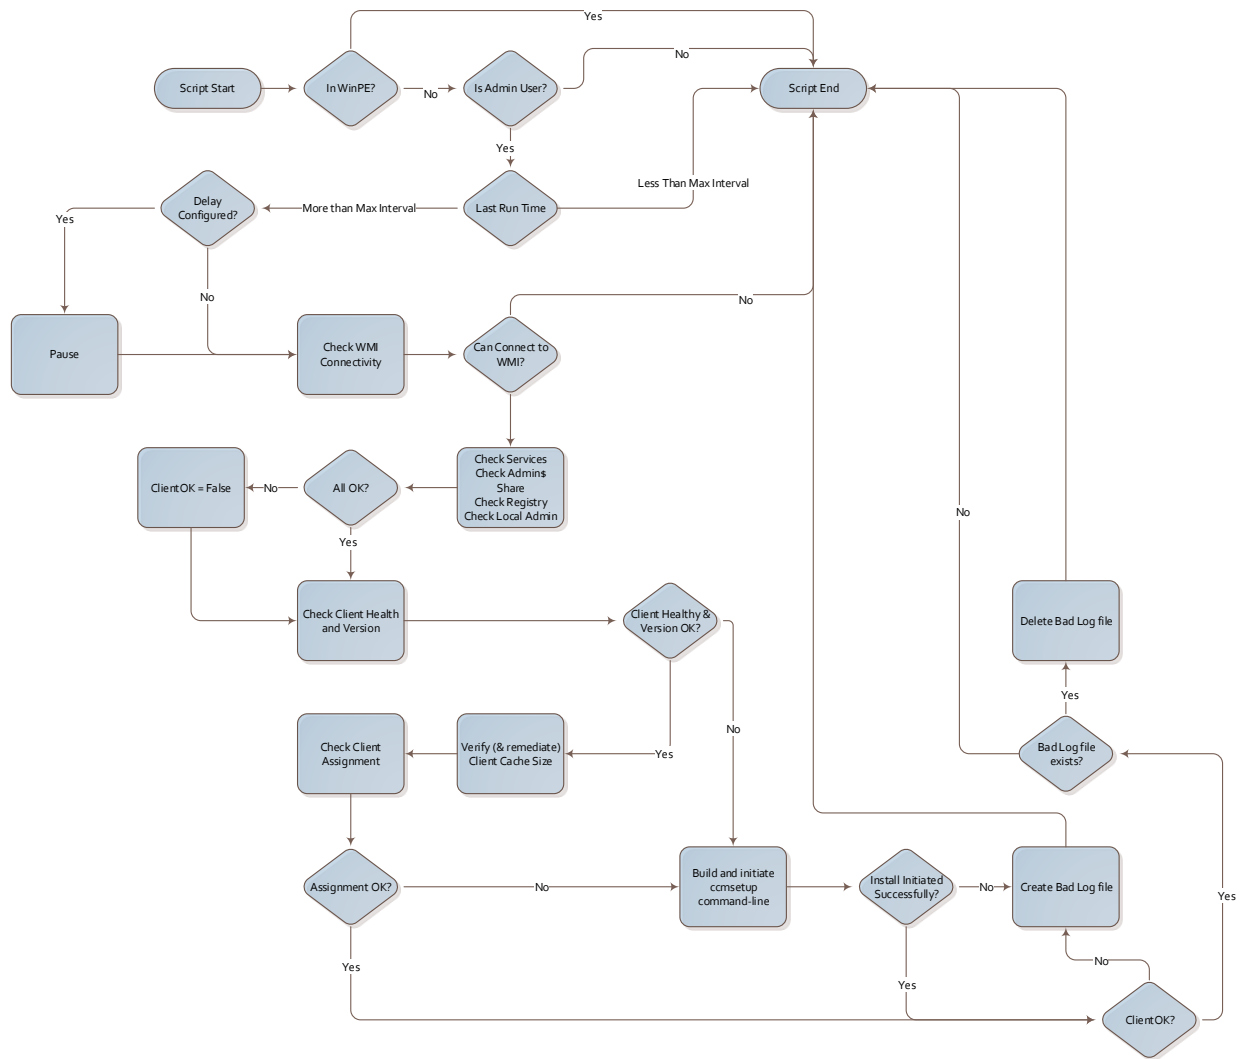 Yes
No
Script Start
In WinPE?
No
Is Admin User?
Script End
Yes
Less Than Max Interval
Delay
Configured?
More than Max Interval
Last Run Time
Yes
No
No
Pause
Check WMI
Connectivity
Can Connect to
WMI?
ClientOK = False
No
All OK?
Check Services
Check Admin$
Share
Check Registry
Check Local Admin
No
Yes
Check Client Health
and Version
Client Healthy &
Version OK?
Delete Bad Log file
Yes
No
Check Client
Assignment
Verify (& remediate)
Client Cache Size
Yes
Bad Log file
exists?
Assignment OK?
No
Build and initiate
ccmsetup
command-line
Install Initiated
Successfully?
No
Create Bad Log file
Yes
Yes
No
Yes
ClientOK?